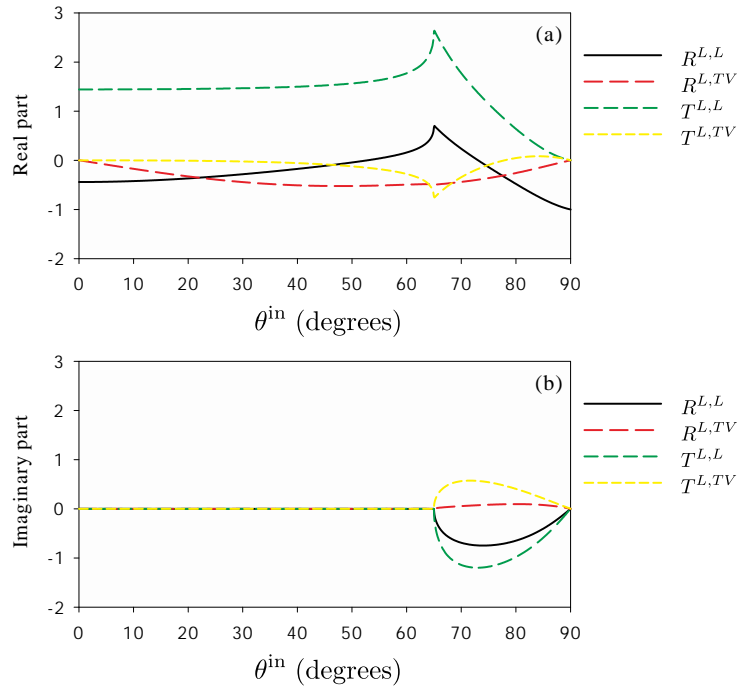 3
2
1
0
-1
-2
Real part
(a)
0 10 20 30 40 50 60 70 80 90
θ^in (degrees)
R^L,L
R^L,TV
T^L,L
T^L,TV
3
2
1
0
-1
-2
Imaginary part
(b)
0 10 20 30 40 50 60 70 80 90
θ^in (degrees)
R^L,L
R^L,TV
T^L,L
T^L,TV